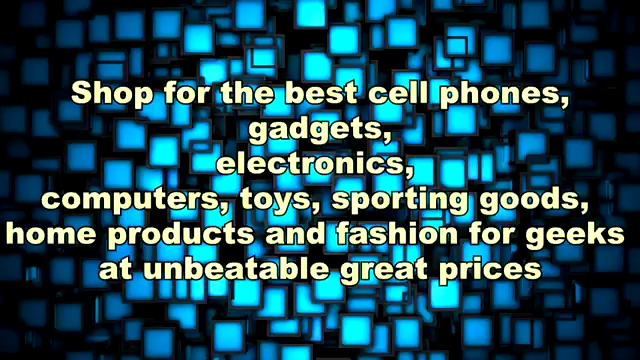 Shop for the best cell phones,
gadgets,
electronics,
computers, toys, sporting goods,
home products and fashion for geeks
at unbeatable great prices